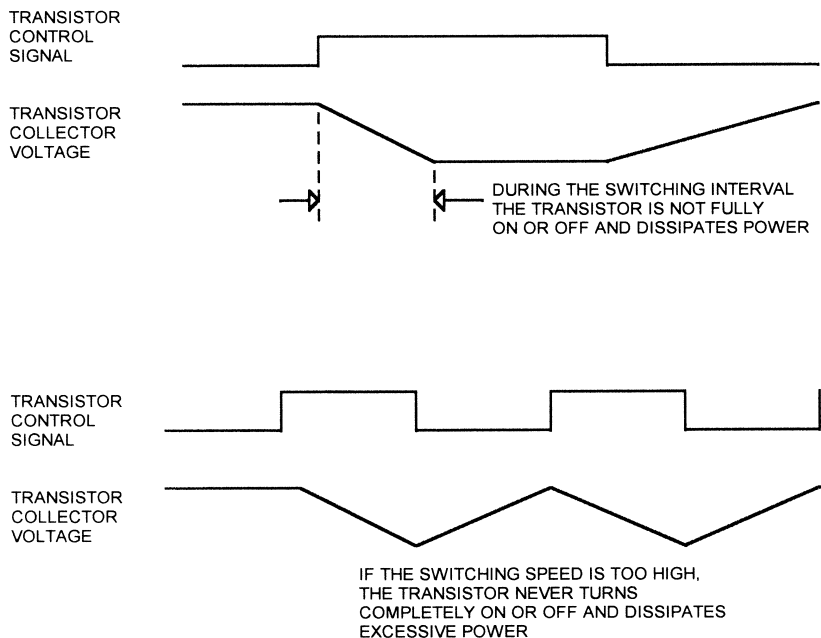 TRANSISTOR
CONTROL
SIGNAL
TRANSISTOR
COLLECTOR
VOLTAGE
DURING THE SWITCHING INTERVAL
THE TRANSISTOR IS NOT FULLY
ON OR OFF AND DISSIPATES POWER
TRANSISTOR
CONTROL
SIGNAL
TRANSISTOR
COLLECTOR
VOLTAGE
IF THE SWITCHING SPEED IS TOO HIGH,
THE TRANSISTOR NEVER TURNS
COMPLETELY ON OR OFF AND DISSIPATES
EXCESSIVE POWER